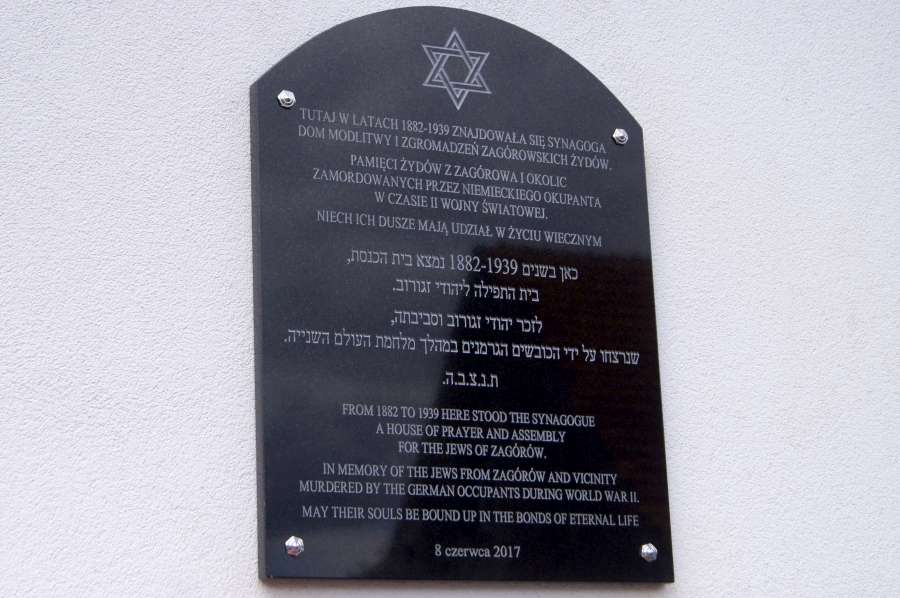 TUTAJ W LATACH 1882-1939 ZNAJDOWAŁA SIĘ SYNAGOGA
DOM MODLITWY I ZGROMADZEŃ ZAGÓROWSKICH ŻYDÓW.
PAMIĘCI ŻYDÓW Z ZAGÓROWA I OKOLIC
ZAMORDOWANYCH PRZEZ NIEMIECKIEGO OKUPANTA
W CZASIE II WOJNY ŚWIATOWEJ.
NIECH ICH DUSZE MAJĄ UDZIAŁ W ŻYCIU WIECZNYM
כאן בשנים 1882-1939 נמצא בית הכנסת,
בית התפילה ליהודי זגורוב.
לזכר יהודי זגורוב וסביבתה,
שנרצחו על ידי הכובשים הגרמנים במהלך מלחמת העולם השנייה.
ת.נ.צ.ב.ה.
FROM 1882 TO 1939 HERE STOOD THE SYNAGOGUE
A HOUSE OF PRAYER AND ASSEMBLY
FOR THE JEWS OF ZAGÓRÓW.
IN MEMORY OF THE JEWS FROM ZAGÓRÓW AND VICINITY
MURDERED BY THE GERMAN OCCUPANTS DURING WORLD WAR II.
MAY THEIR SOULS BE BOUND UP IN THE BONDS OF ETERNAL LIFE
8 czerwca 2017